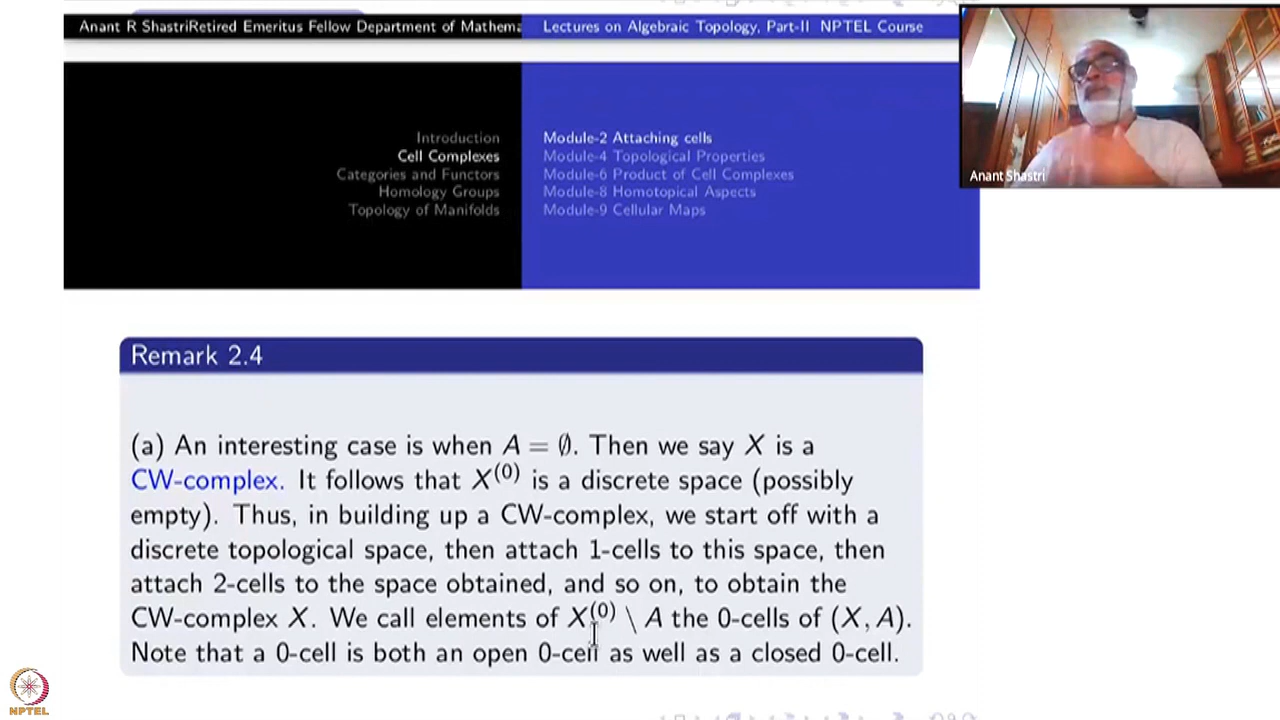 Anant R ShastriRetired Emeritus Fellow Department of Mathema
Lectures on Algebraic Topology, Part-II NPTEL Course
Introduction
Cell Complexes
Categories and Functors
Homology Groups
Topology of Manifolds
Module-2 Attaching cells
Module-4 Topological Properties
Module-6 Product of Cell Complexes
Module-8 Homotopical Aspects
Module-9 Cellular Maps
Anant Shastri
Remark 2.4
(a) An interesting case is when A = ∅. Then we say X is a
CW-complex. It follows that X⁽⁰⁾ is a discrete space (possibly
empty). Thus, in building up a CW-complex, we start off with a
discrete topological space, then attach 1-cells to this space, then
attach 2-cells to the space obtained, and so on, to obtain the
CW-complex X. We call elements of X⁽⁰⁾ \ A the 0-cells of (X, A).
Note that a 0-cell is both an open 0-cell as well as a closed 0-cell.
NPTEL